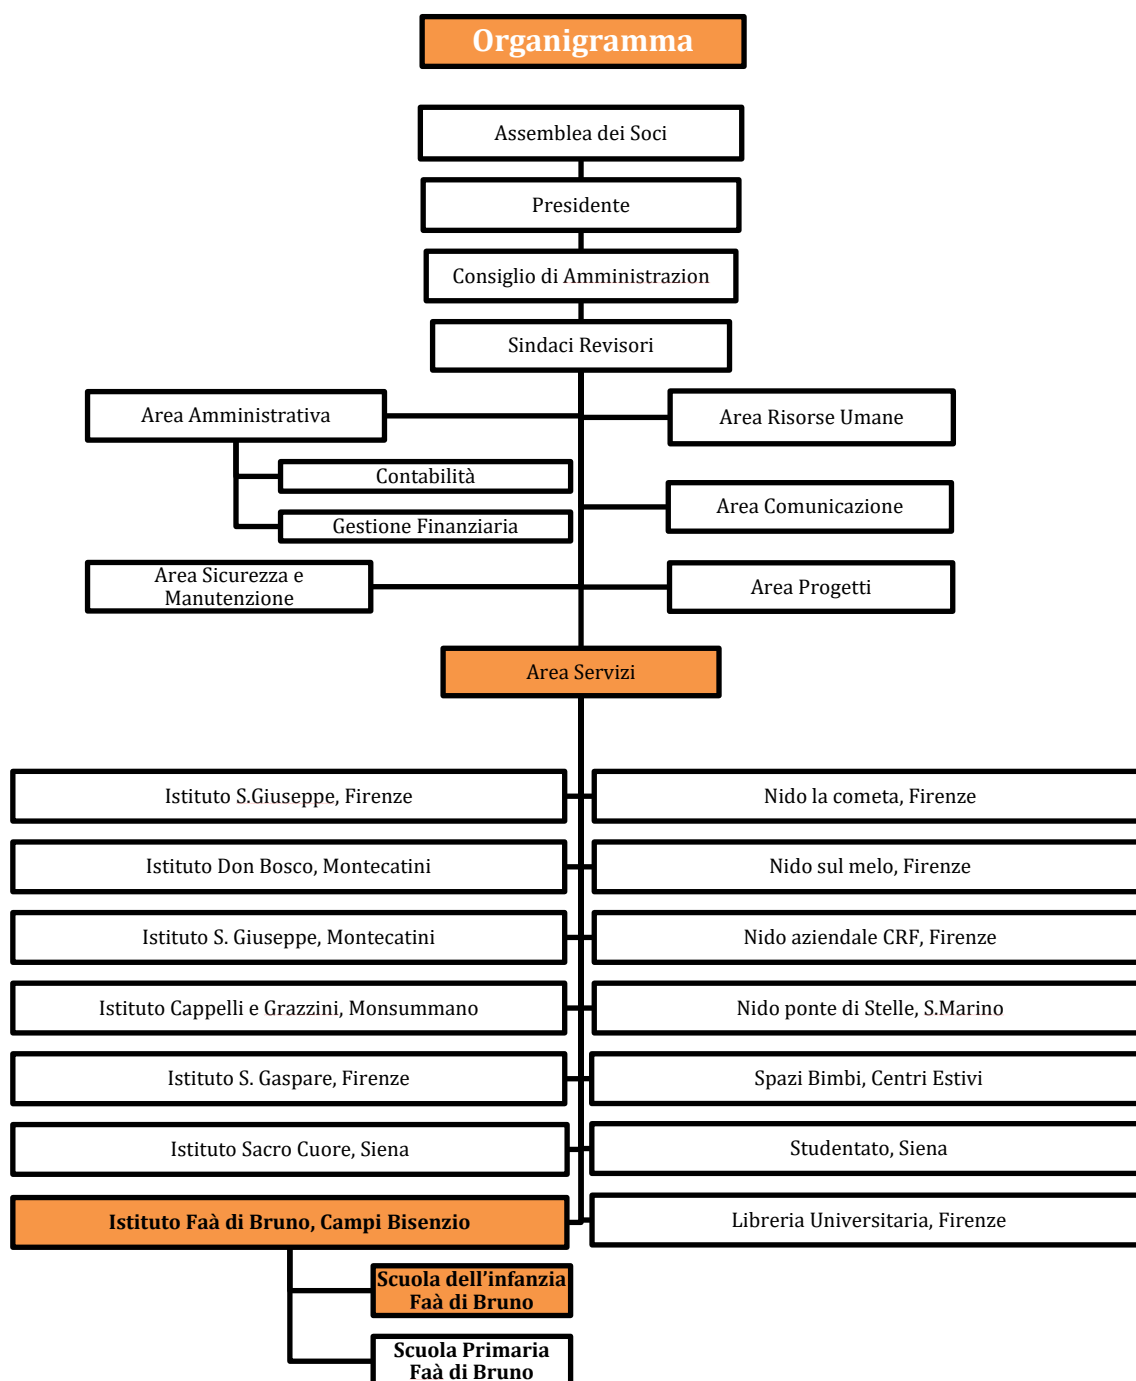 Organigramma
Assemblea dei Soci
Presidente
Consiglio di Amministrazion
Sindaci Revisori
Area Amministrativa
Area Risorse Umane
Contabilità
Area Comunicazione
Gestione Finanziaria
Area Sicurezza e
Manutenzione
Area Progetti
Area Servizi
Istituto S.Giuseppe, Firenze
Nido la cometa, Firenze
Istituto Don Bosco, Montecatini
Nido sul melo, Firenze
Istituto S. Giuseppe, Montecatini
Nido aziendale CRF, Firenze
Istituto Cappelli e Grazzini, Monsummano
Nido ponte di Stelle, S.Marino
Istituto S. Gaspare, Firenze
Spazi Bimbi, Centri Estivi
Istituto Sacro Cuore, Siena
Studentato, Siena
Istituto Faà di Bruno, Campi Bisenzio
Libreria Universitaria, Firenze
Scuola dell’infanzia
Faà di Bruno
Scuola Primaria
Faà di Bruno